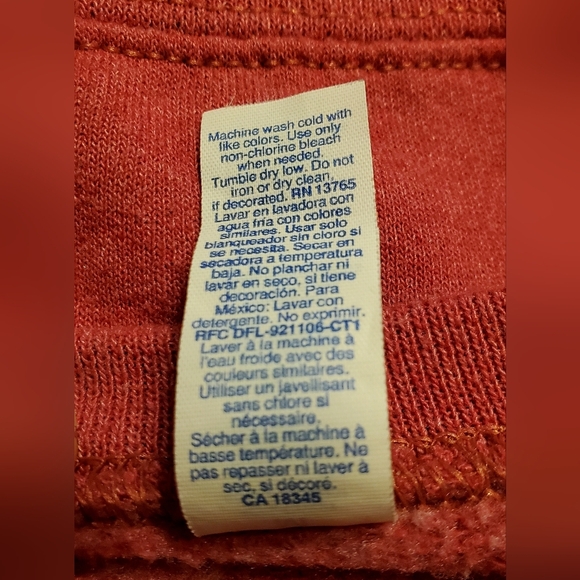 Machine wash cold with
like colors. Use only
non-chlorine bleach
when needed.
Tumble dry low. Do not
iron or dry clean,
if decorated. RN 13765
Lavar en lavadora con
agua fría con colores
similares. Usar solo
blanqueador sin cloro si
se necesita. Secar en
secadora a temperatura
baja. No planchar ni
lavar en seco, si tiene
decoración. Para
México: Lavar con
detergente. No exprimir.
RFC DFL-921106-CT1
Laver à la machine à
l'eau froide avec des
couleurs similaires.
Utiliser un javellisant
sans chlore si
nécessaire.
Sécher à la machine à
basse température. Ne
pas repasser ni laver à
sec, si décoré.
CA 18345